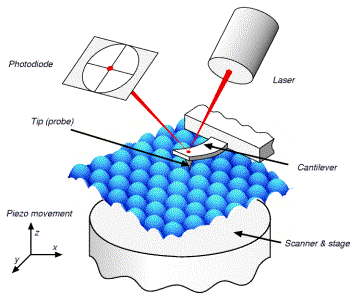 Photodiode
Laser
Tip (probe)
Cantilever
Piezo movement
z
x
y
Scanner & stage